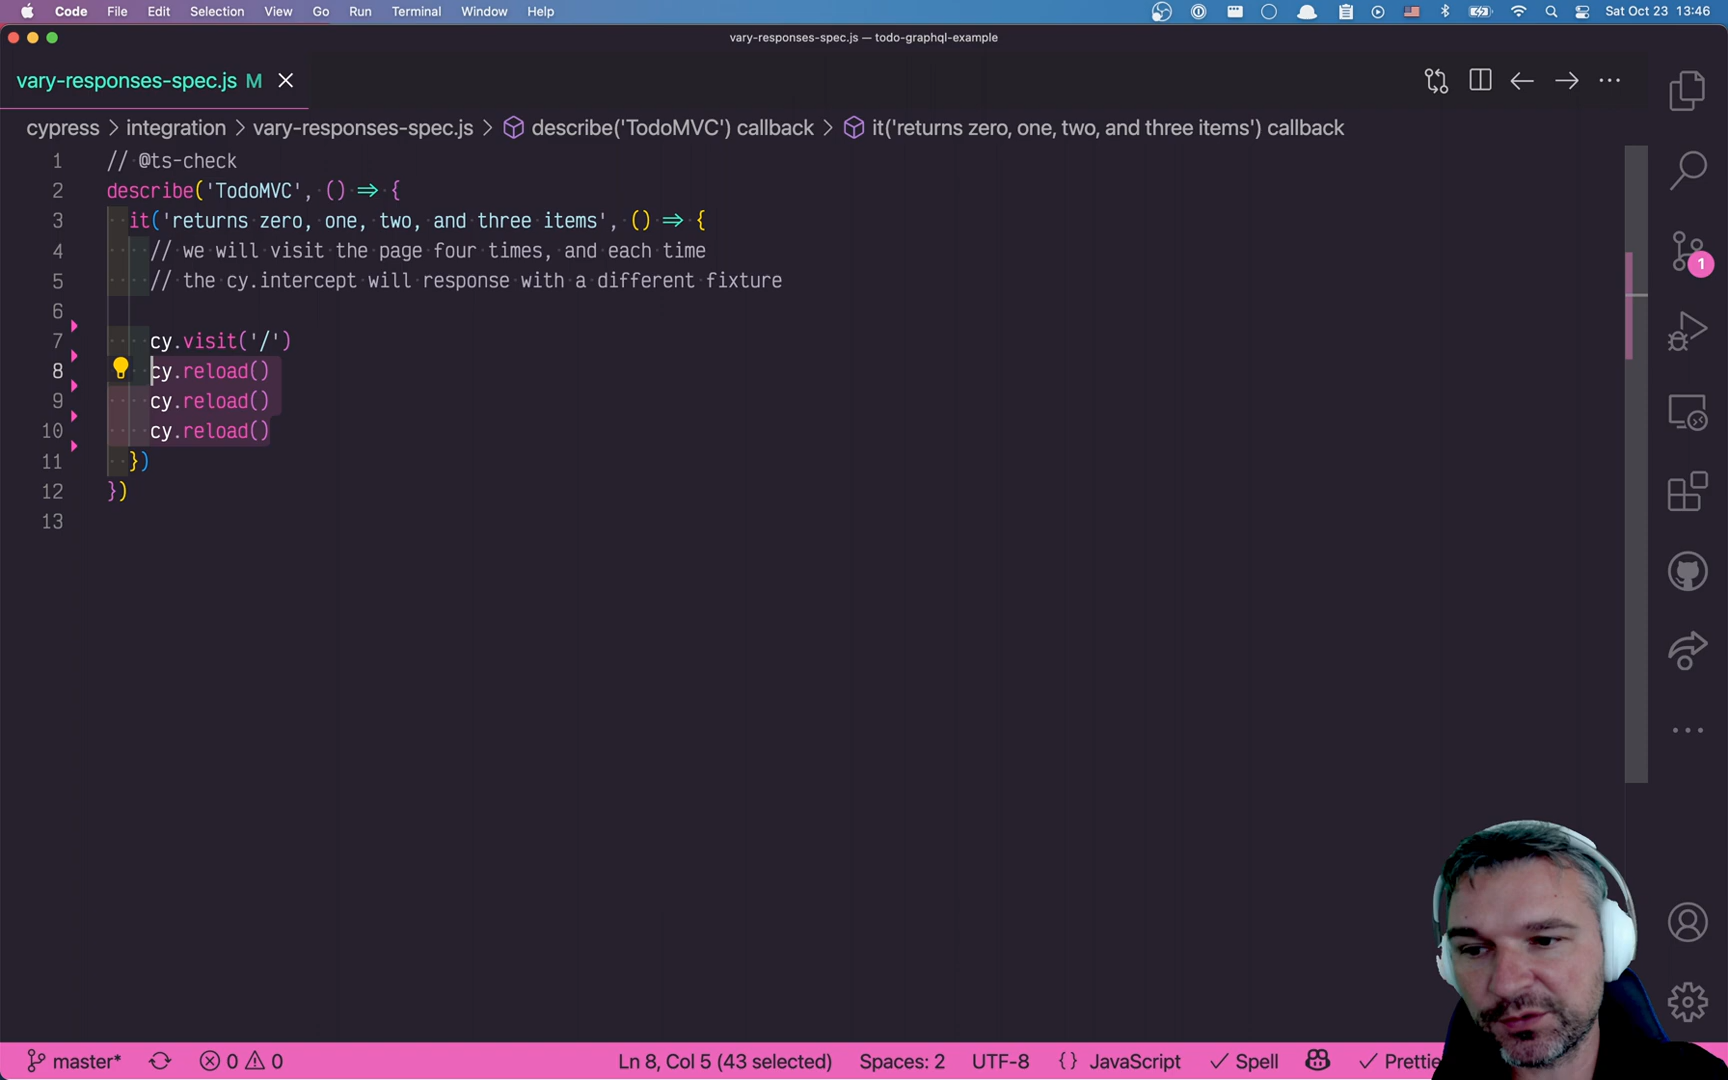 Code File Edit Selection View Go Run Terminal Window Help Sat Oct 23 13:46
vary-responses-spec.js — todo-graphql-example
vary-responses-spec.js M
cypress > integration > vary-responses-spec.js > describe('TodoMVC') callback > it('returns zero, one, two, and three items') callback
1 // @ts-check
2 describe('TodoMVC', () => {
3 it('returns zero, one, two, and three items', () => {
4 // we will visit the page four times, and each time
5 // the cy.intercept will response with a different fixture
6
7 cy.visit('/')
8 cy.reload()
9 cy.reload()
10 cy.reload()
11 })
12 })
13
1
master* 0 0 Ln 8, Col 5 (43 selected) Spaces: 2 UTF-8 {} JavaScript Spell Prettie